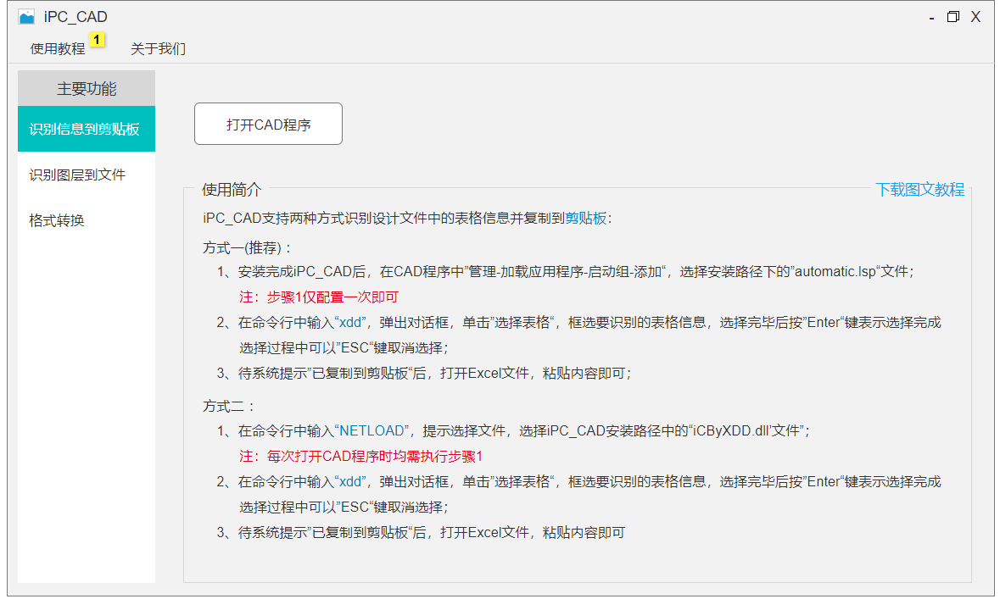 iPC_CAD
- X
使用教程 1 关于我们
主要功能
识别信息到剪贴板
识别图层到文件
格式转换
打开CAD程序
使用简介 下载图文教程
iPC_CAD支持两种方式识别设计文件中的表格信息并复制到剪贴板：
方式一(推荐)：
1、安装完成iPC_CAD后，在CAD程序中”管理-加载应用程序-启动组-添加“，选择安装路径下的”automatic.lsp“文件；
注：步骤1仅配置一次即可
2、在命令行中输入“xdd”，弹出对话框，单击”选择表格“，框选要识别的表格信息，选择完毕后按”Enter“键表示选择完成
选择过程中可以”ESC“键取消选择；
3、待系统提示”已复制到剪贴板“后，打开Excel文件，粘贴内容即可；
方式二：
1、在命令行中输入“NETLOAD”，提示选择文件，选择iPC_CAD安装路径中的“iCByXDD.dll’文件”；
注：每次打开CAD程序时均需执行步骤1
2、在命令行中输入“xdd”，弹出对话框，单击”选择表格“，框选要识别的表格信息，选择完毕后按”Enter“键表示选择完成
选择过程中可以”ESC“键取消选择；
3、待系统提示”已复制到剪贴板“后，打开Excel文件，粘贴内容即可